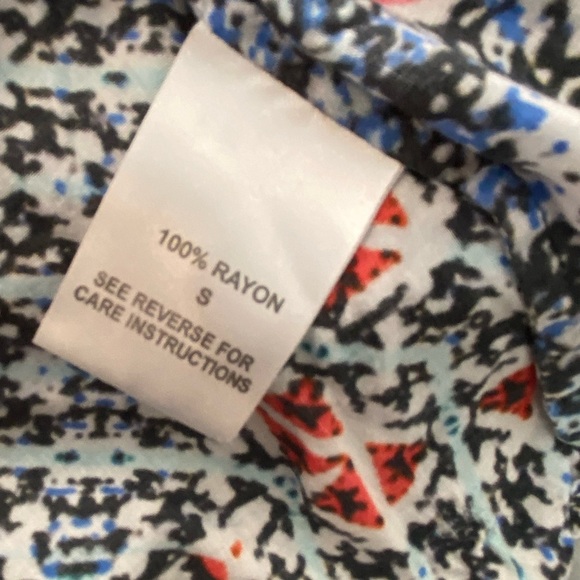 100% RAYON
S
SEE REVERSE FOR
CARE INSTRUCTIONS